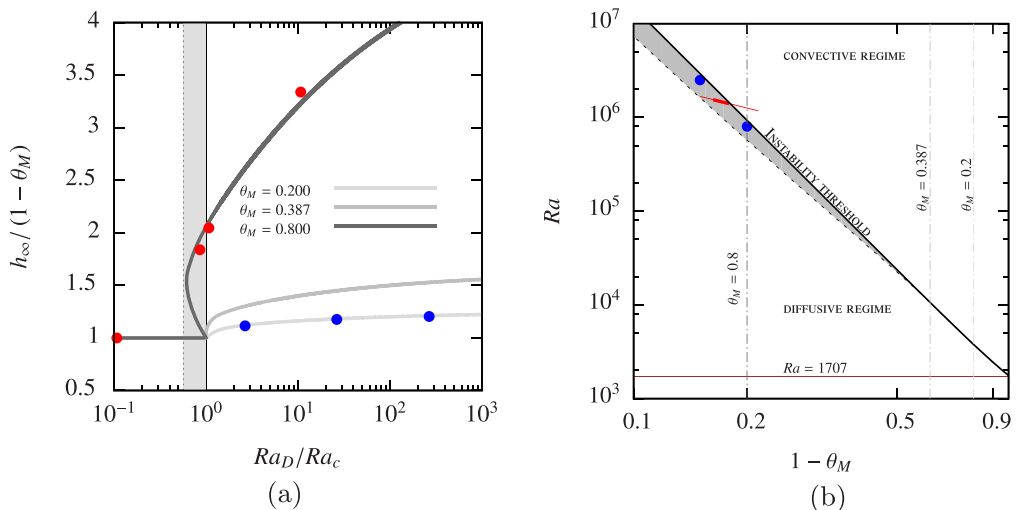 4
3.5
3
2.5
2
1.5
1
0.5
h∞/(1 − θM)
θM = 0.200
θM = 0.387
θM = 0.800
10⁻¹ 10⁰ 10¹ 10² 10³
RaD/Rac
(a)
10⁷
10⁶
10⁵
10⁴
10³
Ra
CONVECTIVE REGIME
INSTABILITY THRESHOLD
θM = 0.8
θM = 0.387
θM = 0.2
DIFFUSIVE REGIME
Ra = 1707
0.1 0.2 0.5 0.9
1 − θM
(b)